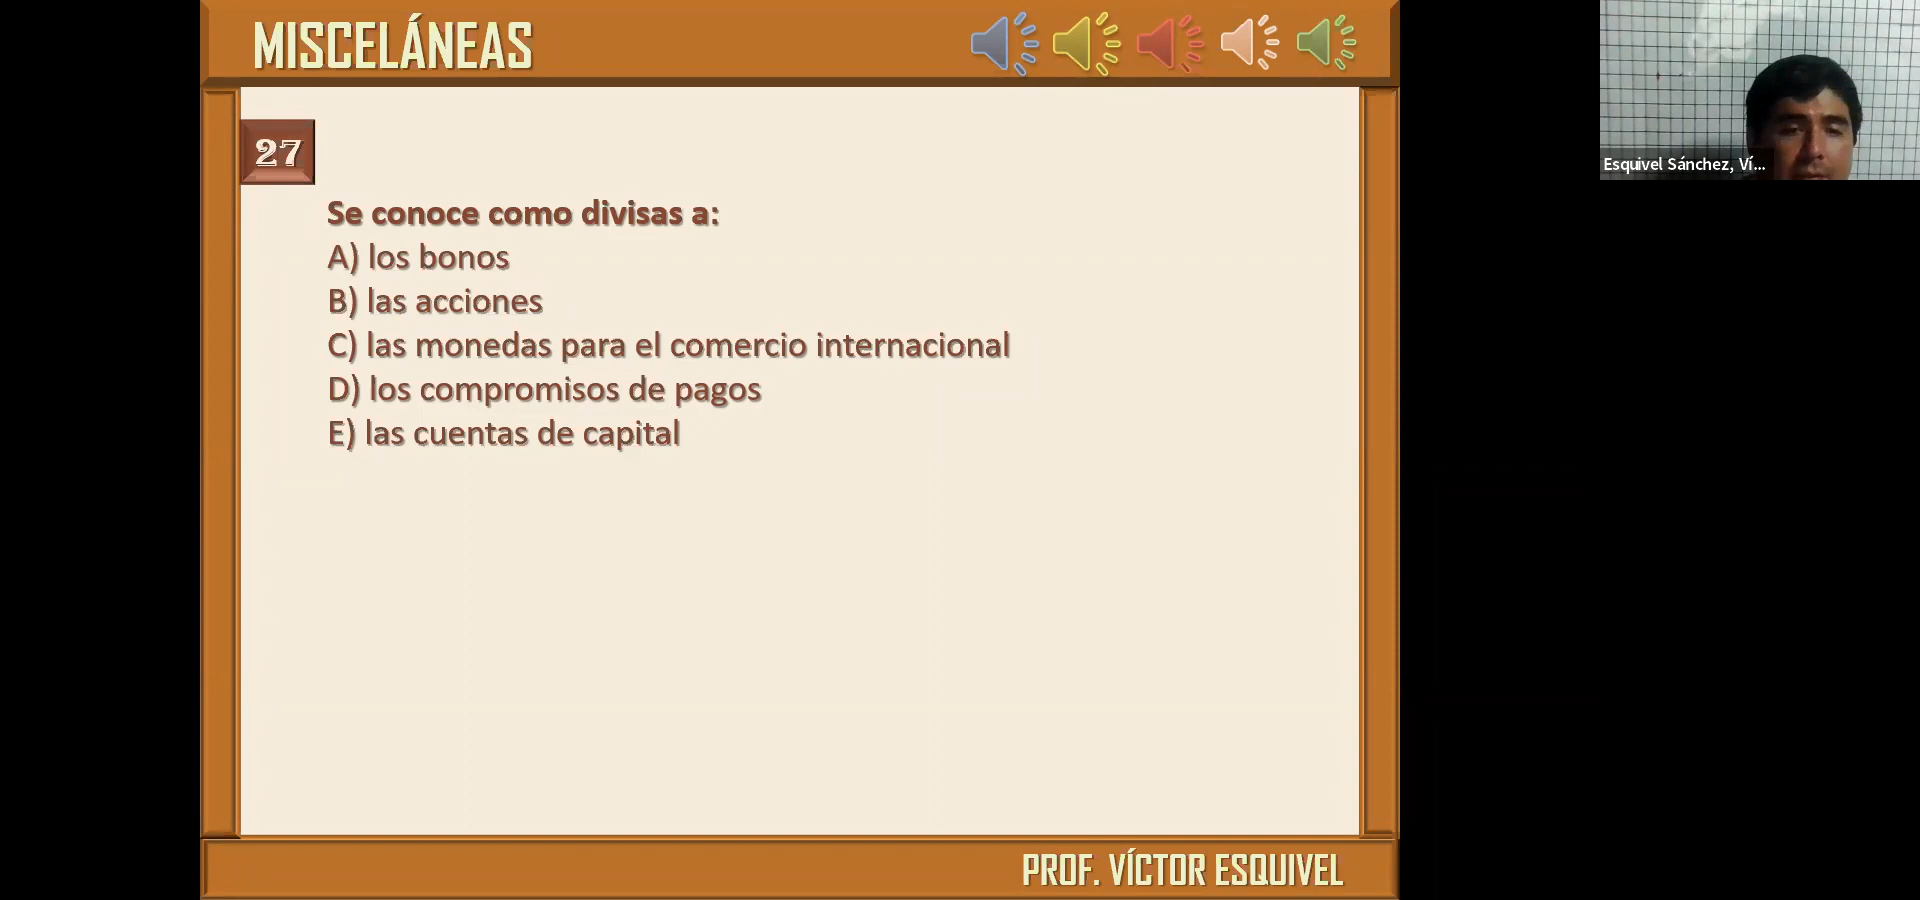 MISCELÁNEAS
27
Se conoce como divisas a:
A) los bonos
B) las acciones
C) las monedas para el comercio internacional
D) los compromisos de pagos
E) las cuentas de capital
PROF. VÍCTOR ESQUIVEL
Esquivel Sánchez, Ví...